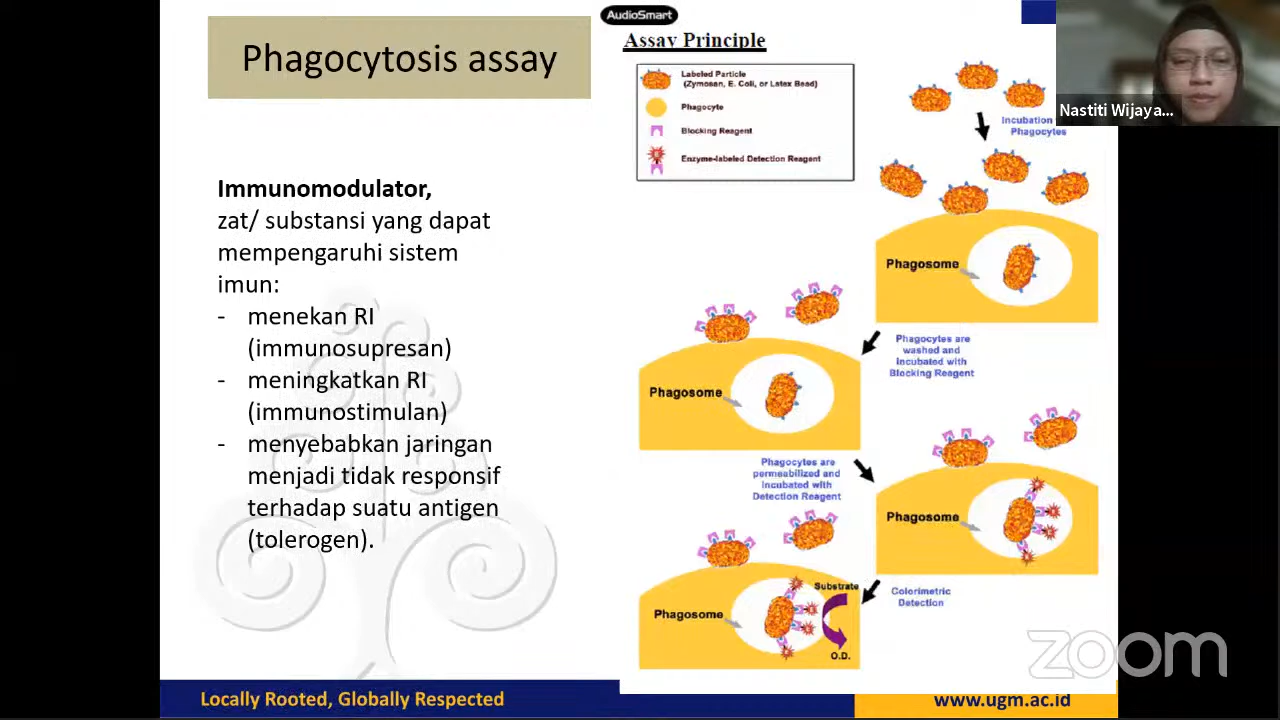 Phagocytosis assay
Immunomodulator,
zat/ substansi yang dapat
mempengaruhi sistem
imun:
- menekan RI
(immunosupresan)
- meningkatkan RI
(immunostimulan)
- menyebabkan jaringan
menjadi tidak responsif
terhadap suatu antigen
(tolerogen).
AudioSmart
Assay Principle
Labeled Particle
(Zymosan, E. Coli, or Latex Bead)
Phagocyte
Blocking Reagent
Enzyme-labeled Detection Reagent
Nastiti Wijaya...
Incubation
Phagocytes
Phagosome
Phagocytes are
washed and
Incubated with
Blocking Reagent
Phagosome
Phagocytes are
permeabilized and
Incubated with
Detection Reagent
Phagosome
Colorimetric
Detection
Substrate
Phagosome
O.D.
zoom
Locally Rooted, Globally Respected
www.ugm.ac.id